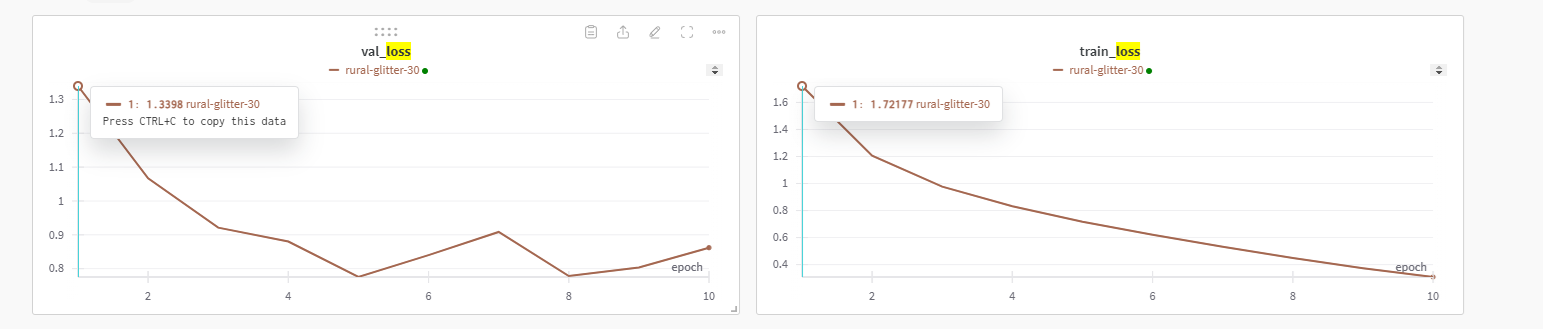 val_loss
rural-glitter-30
1: 1.3398 rural-glitter-30
Press CTRL+C to copy this data
1.3
1.2
1.1
1
0.9
0.8
epoch
2 4 6 8 10
train_loss
rural-glitter-30
1: 1.72177 rural-glitter-30
1.6
1.4
1.2
1
0.8
0.6
0.4
epoch
2 4 6 8 10